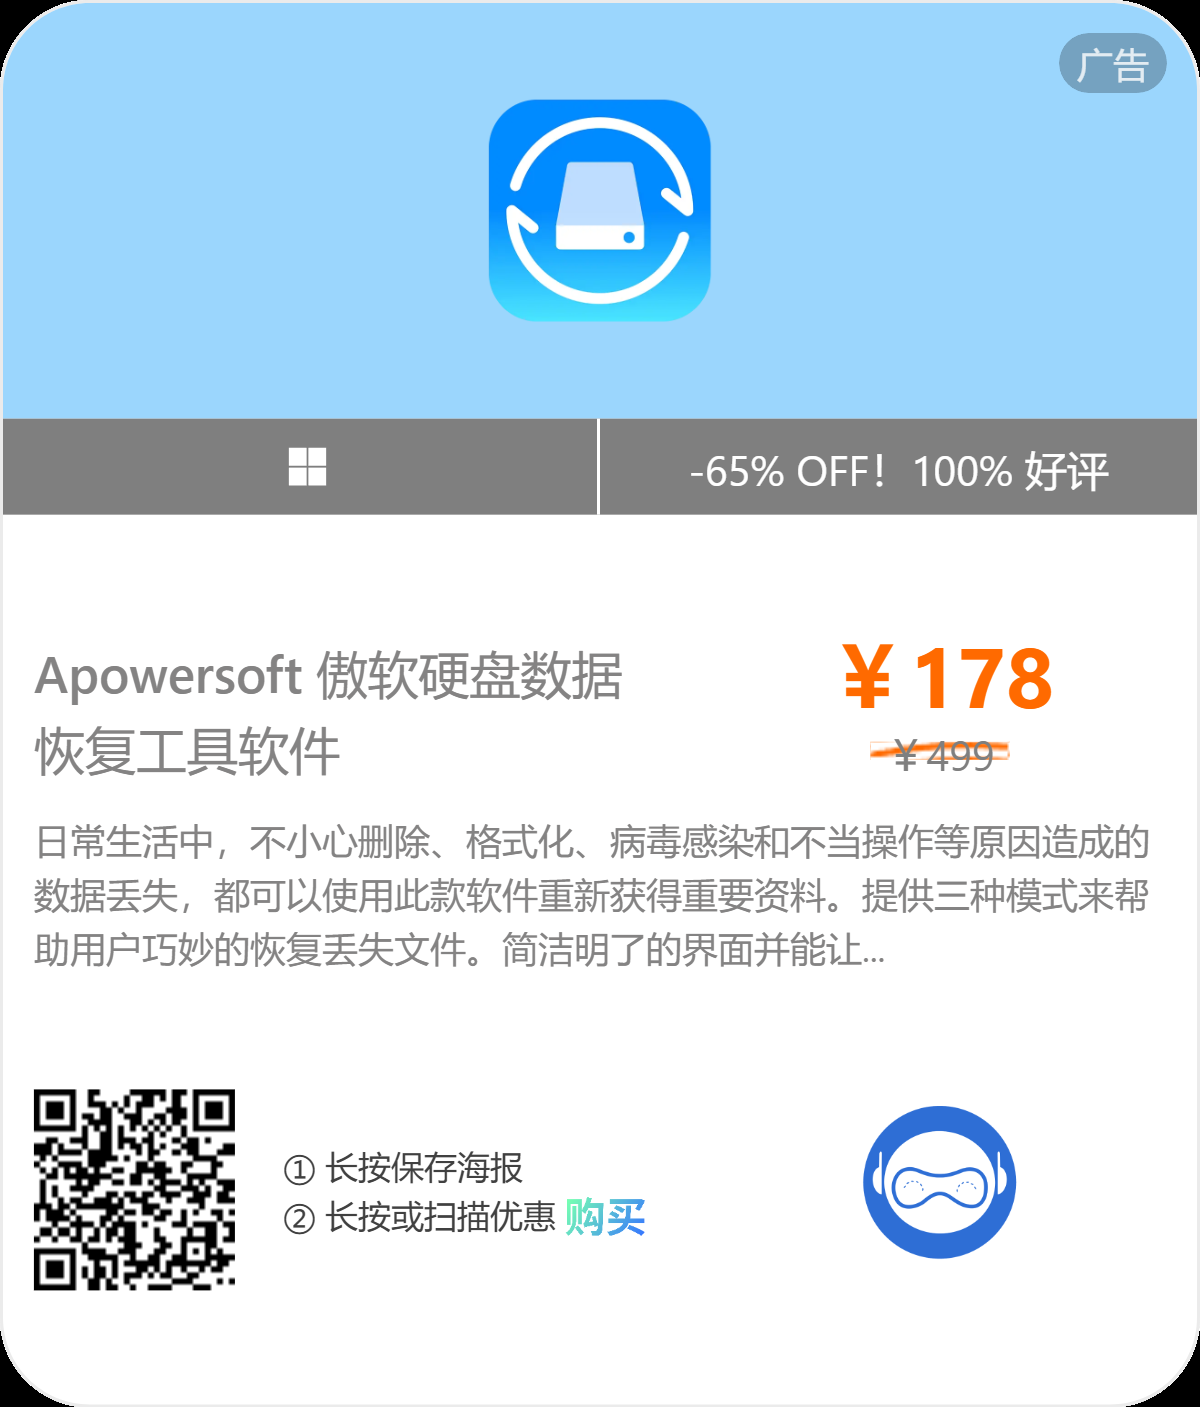 广告
-65% OFF！100% 好评
Apowersoft 傲软硬盘数据
恢复工具软件
￥178
￥499
日常生活中，不小心删除、格式化、病毒感染和不当操作等原因造成的
数据丢失，都可以使用此款软件重新获得重要资料。提供三种模式来帮
助用户巧妙的恢复丢失文件。简洁明了的界面并能让...
① 长按保存海报
② 长按或扫描优惠 购买